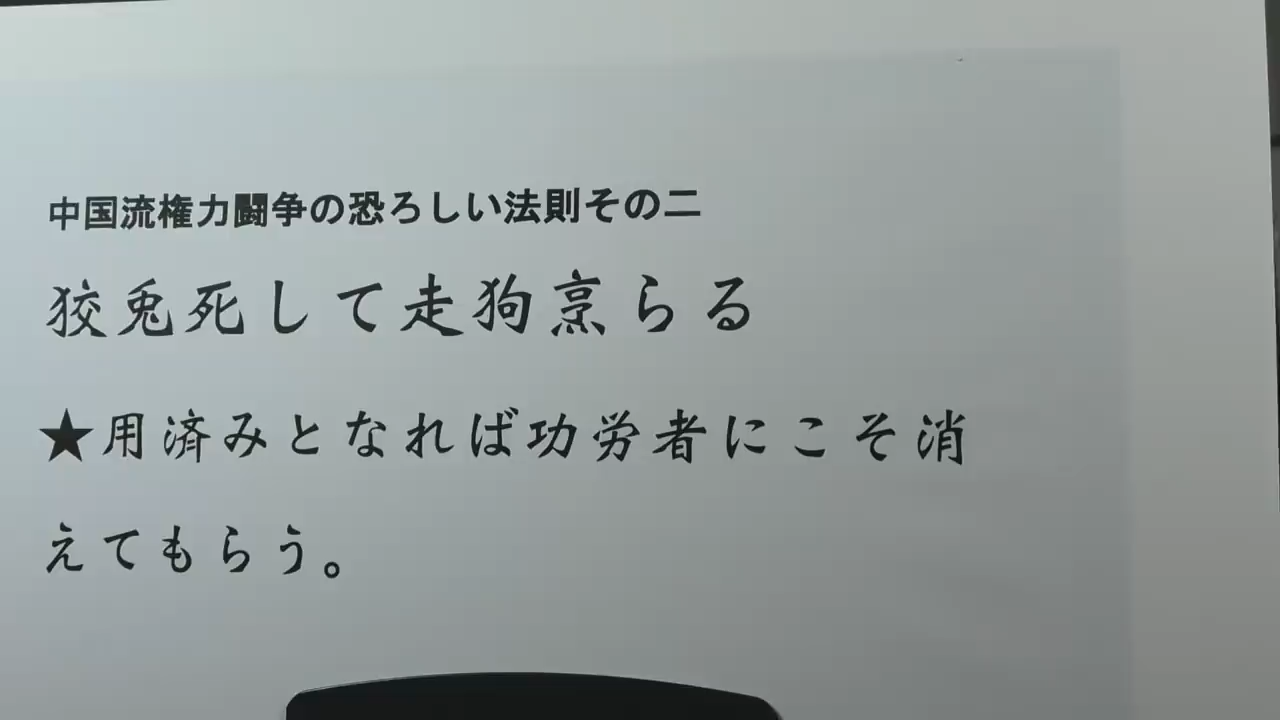 中国流権力闘争の恐ろしい法則その二
狡兎死して走狗烹らる
★用済みとなれば功労者にこそ消
えてもらう。